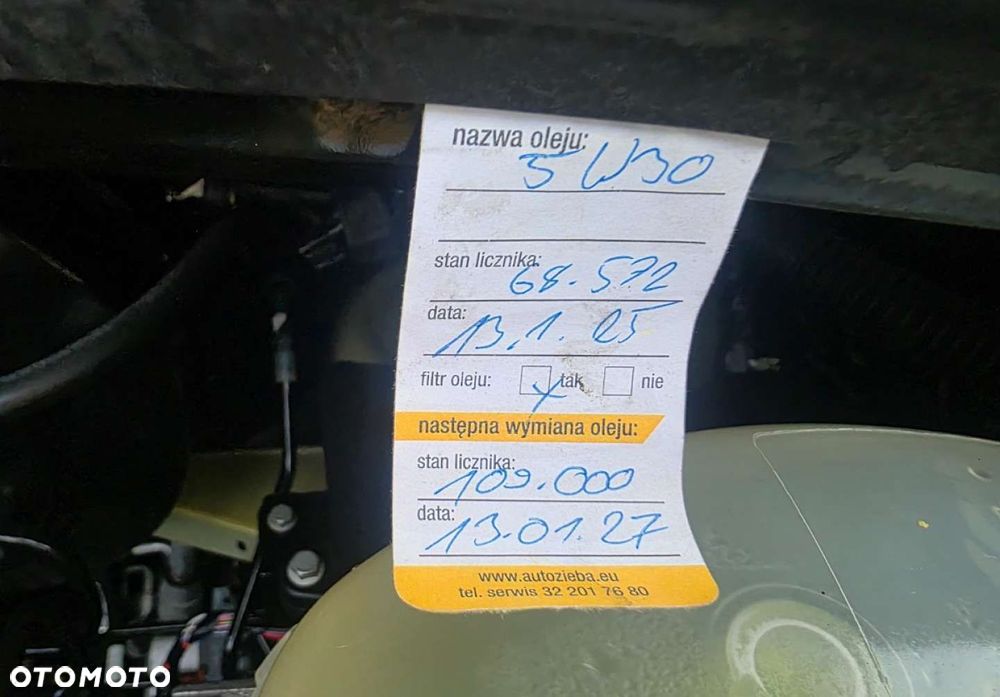 nazwa oleju:
5W30
stan licznika:
68.572
data:
13.1.25
filtr oleju: tak nie
następna wymiana oleju:
stan licznika:
109.000
data:
13.01.27
www.autozieba.eu
tel. serwis 32 201 76 80
OTOMOTO